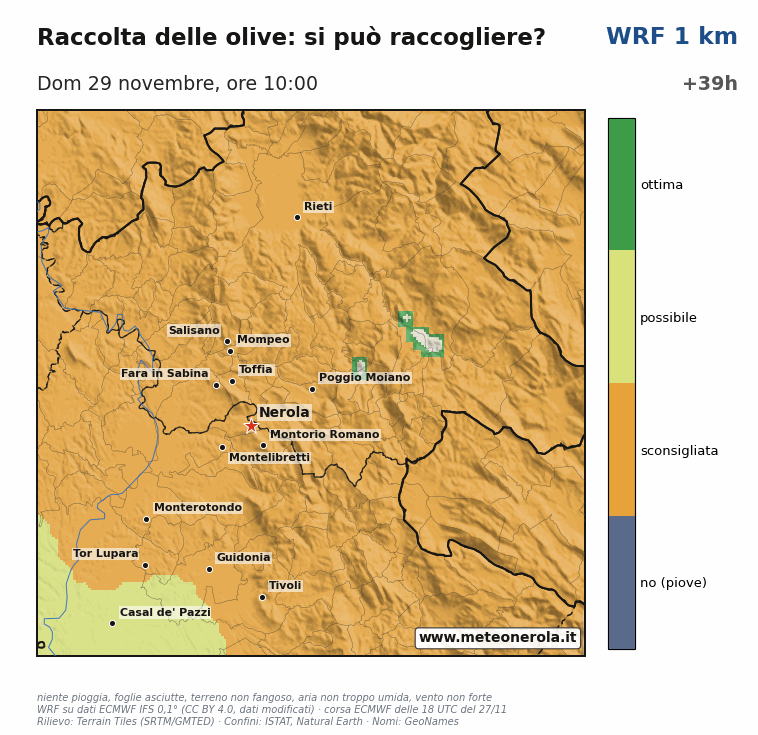 Raccolta delle olive: si può raccogliere?
WRF 1 km
Dom 29 novembre, ore 10:00
+39h
ottima
possibile
sconsigliata
no (piove)
Rieti
Salisano
Mompeo
Toffia
Fara in Sabina
Poggio Moiano
Nerola
Montorio Romano
Montelibretti
Monterotondo
Tor Lupara
Guidonia
Tivoli
Casal de' Pazzi
www.meteonerola.it
niente pioggia, foglie asciutte, terreno non fangoso, aria non troppo umida, vento non forte
WRF su dati ECMWF IFS 0,1° (CC BY 4.0, dati modificati) · corsa ECMWF delle 18 UTC del 27/11
Rilievo: Terrain Tiles (SRTM/GMTED) · Confini: ISTAT, Natural Earth · Nomi: GeoNames